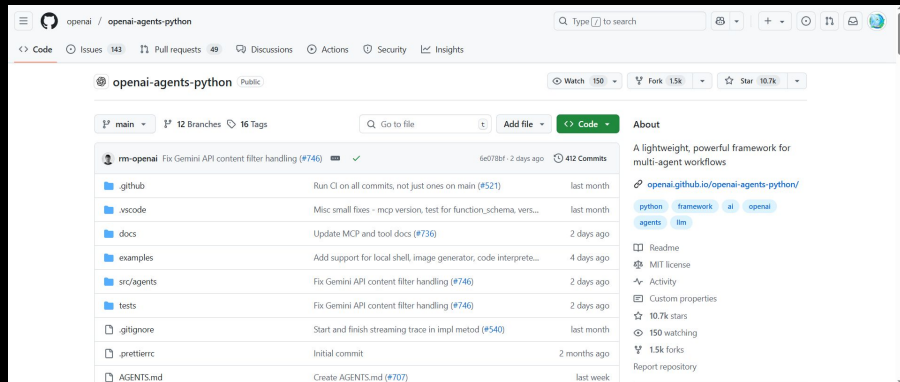 openai / openai-agents-python
Type / to search
Code Issues 143 Pull requests 49 Discussions Actions Security Insights
openai-agents-python Public
Watch 150 Fork 1.5k Star 10.7k
main 12 Branches 16 Tags Go to file t Add file Code
rm-openai Fix Gemini API content filter handling (#746) 6e078bf · 2 days ago 412 Commits
.github Run CI on all commits, not just ones on main (#521) last month
.vscode Misc small fixes - mcp version, test for function_schema, vers... last month
docs Update MCP and tool docs (#736) 2 days ago
examples Add support for local shell, image generator, code interprete... 4 days ago
src/agents Fix Gemini API content filter handling (#746) 2 days ago
tests Fix Gemini API content filter handling (#746) 2 days ago
.gitignore Start and finish streaming trace in impl metod (#540) last month
.prettierrc Initial commit 2 months ago
AGENTS.md Create AGENTS.md (#707) last week
About
A lightweight, powerful framework for
multi-agent workflows
openai.github.io/openai-agents-python/
python framework ai openai
agents llm
Readme
MIT license
Activity
Custom properties
10.7k stars
150 watching
1.5k forks
Report repository